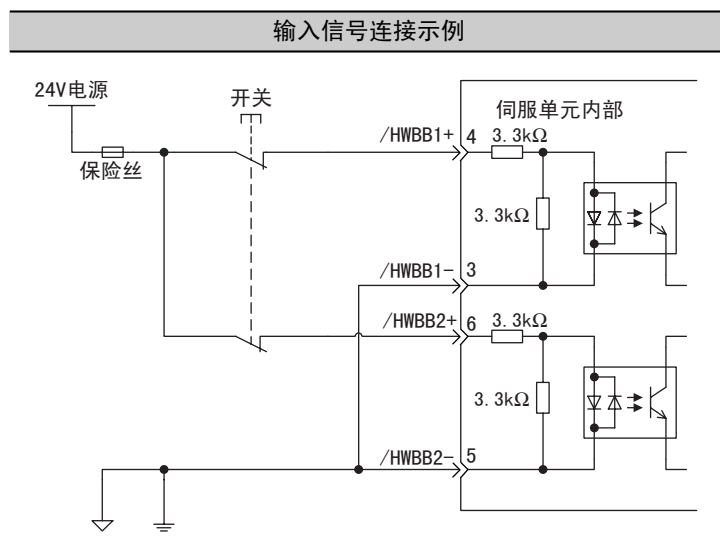 输入信号连接示例
24V电源
开关
伺服单元内部
/HWBB1+ 4 3.3kΩ
保险丝
3.3kΩ
/HWBB1- 3
/HWBB2+ 6 3.3kΩ
3.3kΩ
/HWBB2- 5